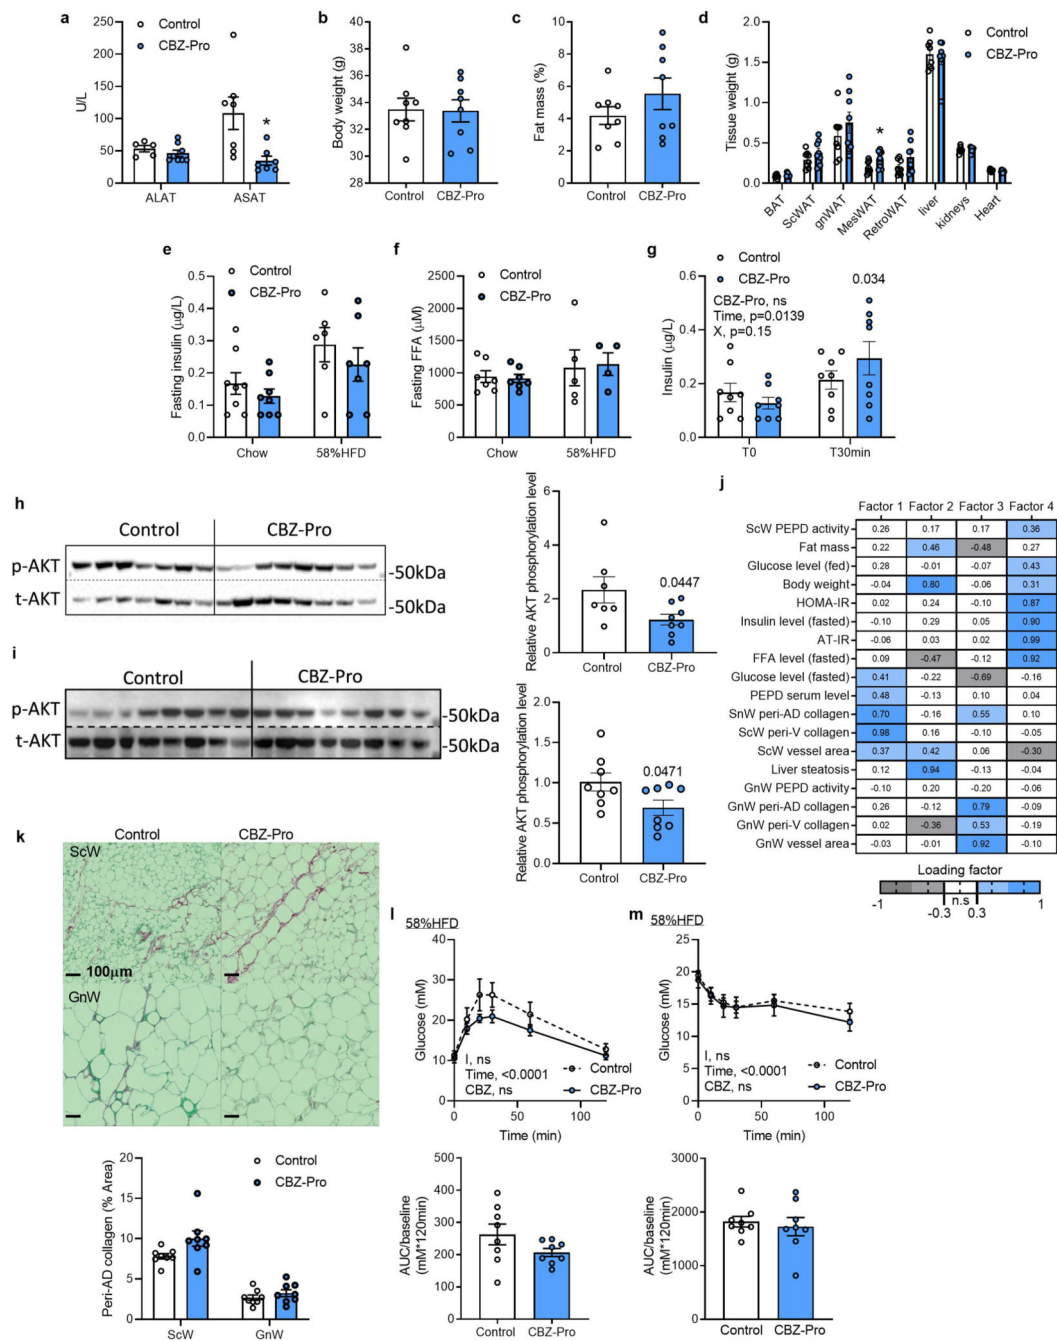 a
Control
CBZ-Pro
U/L
250
200
150
100
50
0
*
ALAT
ASAT
b
Body weight (g)
40
38
36
34
32
30
28
Control
CBZ-Pro
c
Fat mass (%)
10
8
6
4
2
0
Control
CBZ-Pro
d
Control
CBZ-Pro
Tissue weight (g)
2.5
2.0
1.5
1.0
0.5
0.0
*
BAT
ScWAT
gnWAT
MesWAT
RetroWAT
liver
kidneys
Heart
e
Control
CBZ-Pro
Fasting insulin (μg/L)
0.5
0.4
0.3
0.2
0.1
0.0
Chow
58%HFD
f
Control
CBZ-Pro
Fasting FFA (μM)
2500
2000
1500
1000
500
0
Chow
58%HFD
g
Control
CBZ-Pro
0.034
CBZ-Pro, ns
Time, p=0.0139
X, p=0.15
Insulin (μg/L)
0.6
0.4
0.2
0.0
T0
T30min
h
Control
CBZ-Pro
p-AKT
-50kDa
t-AKT
-50kDa
Relative AKT phosphorylation level
6
4
2
0
0.0447
Control
CBZ-Pro
i
Control
CBZ-Pro
p-AKT
-50kDa
t-AKT
-50kDa
Relative AKT phosphorylation level
2.0
1.5
1.0
0.5
0.0
0.0471
Control
CBZ-Pro
j
Factor 1 Factor 2 Factor 3 Factor 4
ScW PEPD activity 0.26 0.17 0.17 0.36
Fat mass 0.22 0.46 -0.48 0.27
Glucose level (fed) 0.28 -0.01 -0.07 0.43
Body weight -0.04 0.80 -0.06 0.31
HOMA-IR 0.02 0.24 -0.10 0.87
Insulin level (fasted) -0.10 0.29 0.05 0.90
AT-IR -0.06 0.03 0.02 0.99
FFA level (fasted) 0.09 -0.47 -0.12 0.92
Glucose level (fasted) 0.41 -0.22 -0.69 -0.16
PEPD serum level 0.48 -0.13 0.10 0.04
SnW peri-AD collagen 0.70 -0.16 0.55 0.10
ScW peri-V collagen 0.98 0.16 -0.10 -0.05
ScW vessel area 0.37 0.42 0.06 -0.30
Liver steatosis 0.12 0.94 -0.13 -0.04
GnW PEPD activity -0.10 0.20 -0.20 -0.06
GnW peri-AD collagen 0.26 -0.12 0.79 -0.09
GnW peri-V collagen 0.02 -0.36 0.53 -0.19
GnW vessel area -0.03 -0.01 0.92 -0.10
Loading factor
-1 -0.3 n.s 0.3 1
k
Control
CBZ-Pro
ScW
100μm
GnW
Control
CBZ-Pro
Peri-AD collagen (% Area)
20
15
10
5
0
ScW
GnW
l
58%HFD
Glucose (mM)
40
30
20
10
I, ns
Time, <0.0001
CBZ, ns
Control
CBZ-Pro
0
50
100
Time (min)
AUC/baseline
(mM*120min)
500
400
300
200
100
0
Control
CBZ-Pro
m
58%HFD
Glucose (mM)
25
20
15
10
5
0
I, ns
Time, <0.0001
CBZ, ns
Control
CBZ-Pro
0
50
100
Time (min)
AUC/baseline
(mM*120min)
3000
2000
1000
0
Control
CBZ-Pro